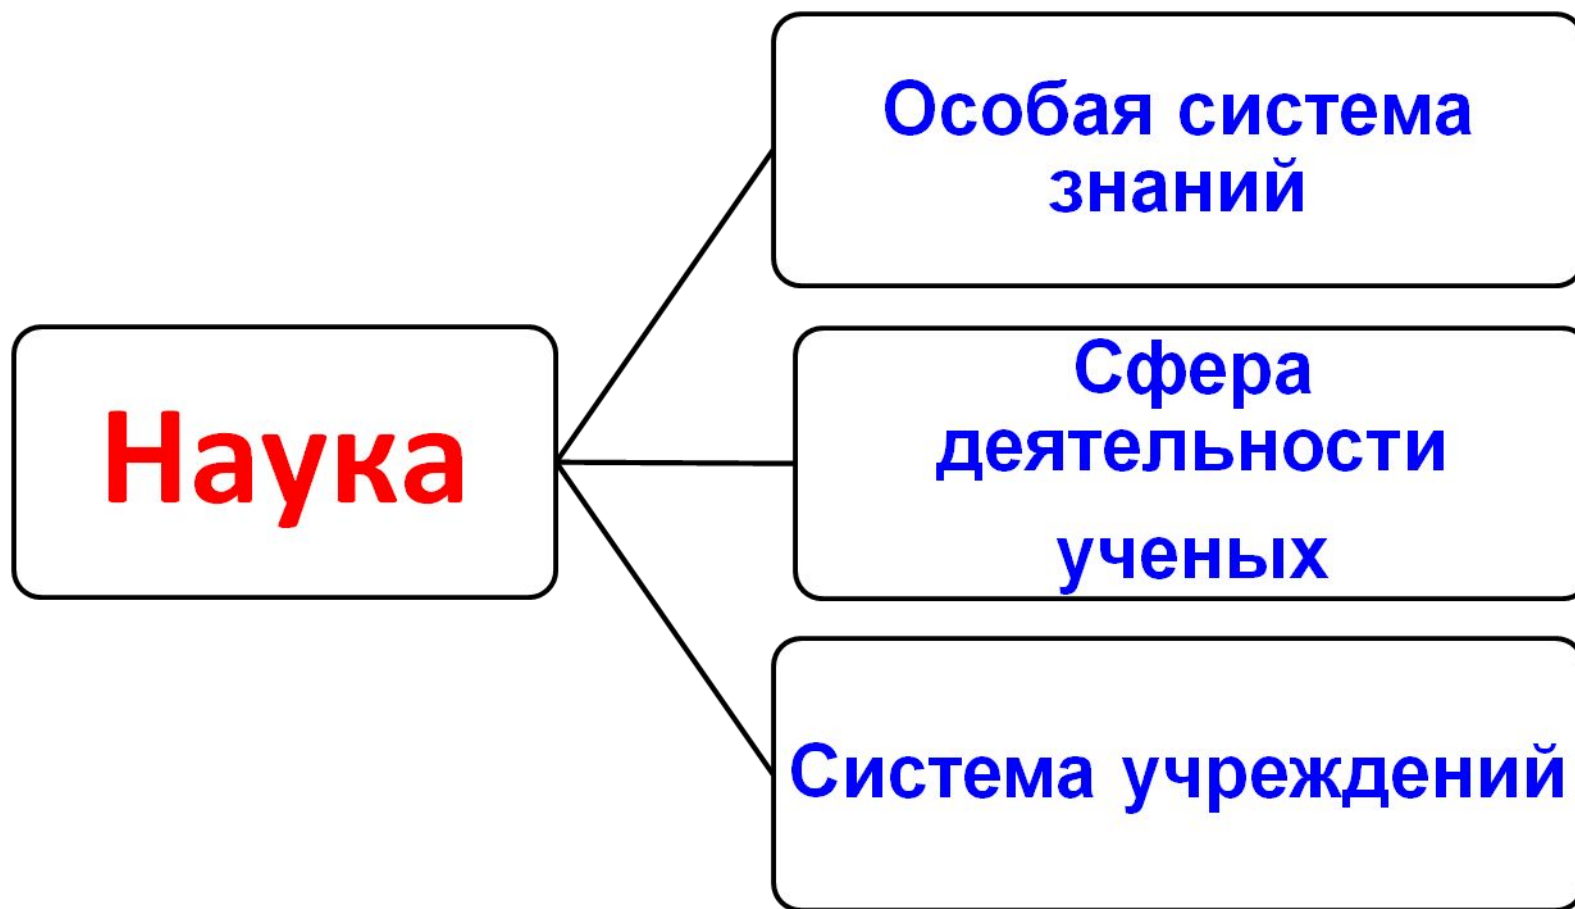 Особая система
знаний
Наука
Сфера
деятельности
ученых
Система учреждений